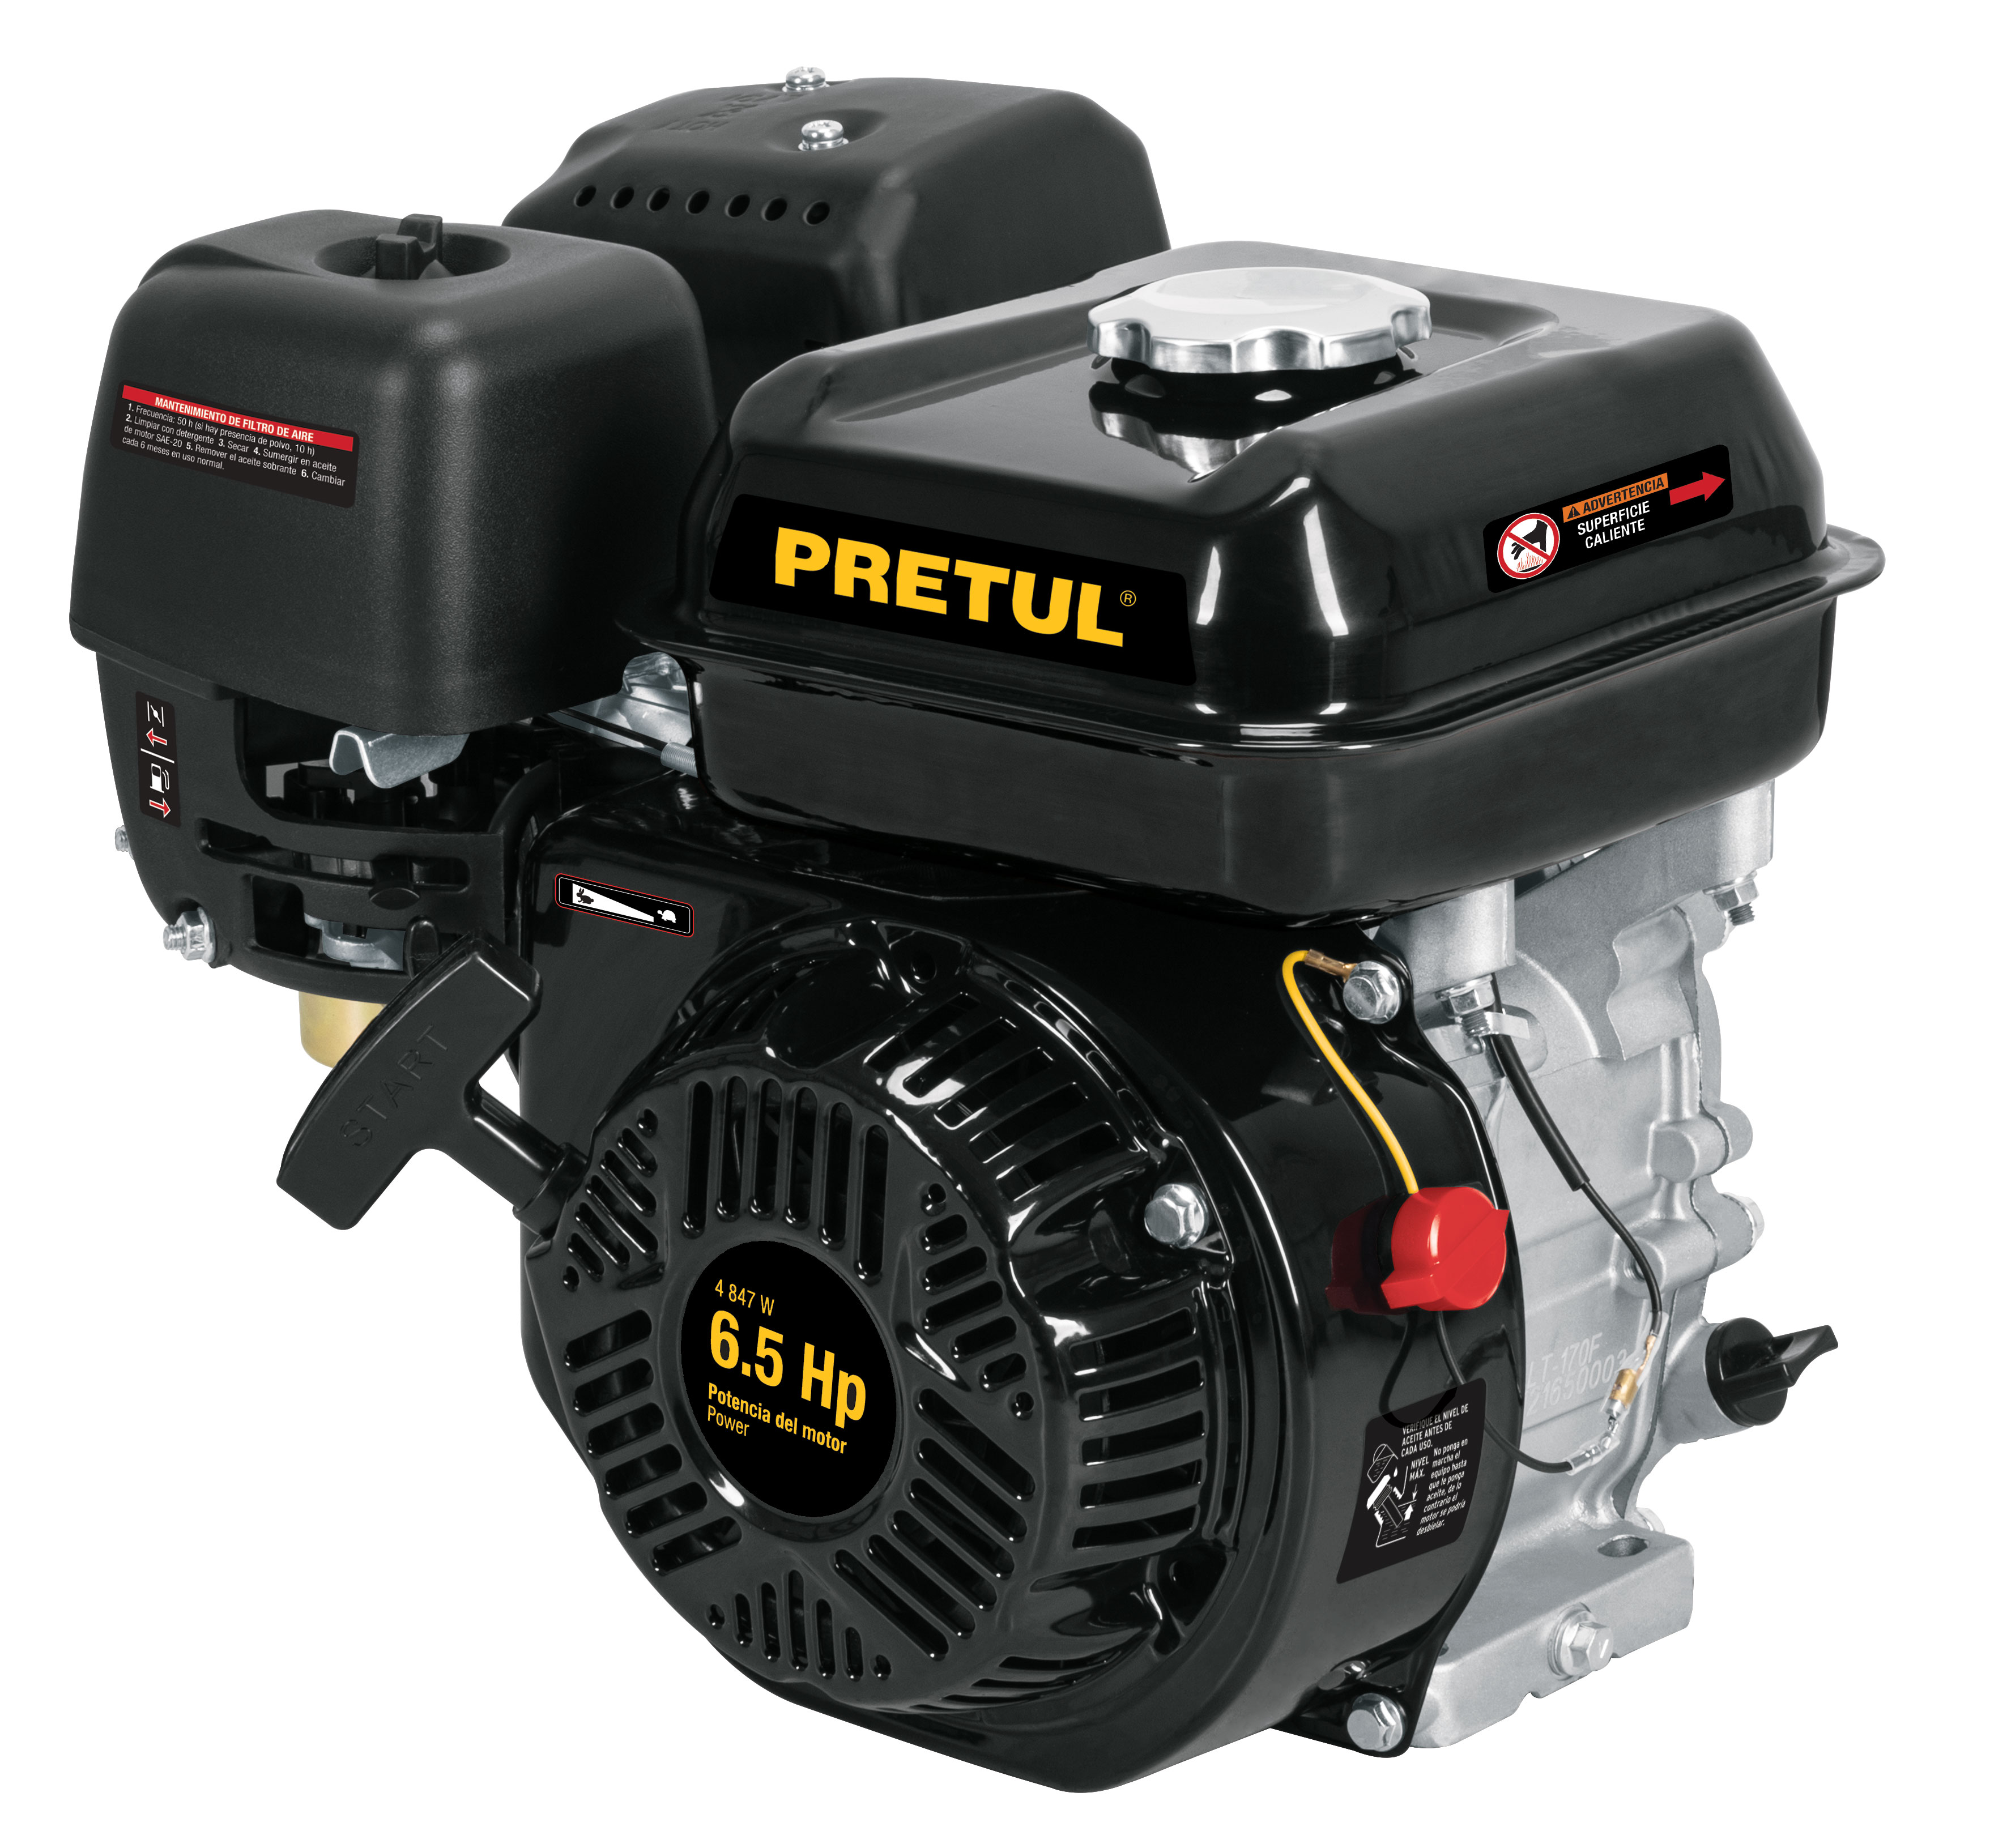 MANTENIMIENTO DE FILTRO DE AIRE
1. Frecuencia: 50 h (si hay presencia de polvo, 10 h)
2. Limpiar con detergente 3. Secar 4. Sumergir en aceite
de motor SAE-20 5. Remover el aceite sobrante 6. Cambiar
cada 6 meses en uso normal.
PRETUL®
ADVERTENCIA
SUPERFICIE
CALIENTE
START
4 847 W
6.5 Hp
Potencia del motor
Power
T-170F
VERIFIQUE EL NIVEL DE
ACEITE ANTES DE
CADA USO.
NIVEL
MÁX.
No ponga en
marcha el
equipo hasta
que le ponga
aceite, de lo
contrario el
motor se podría
desbielar.